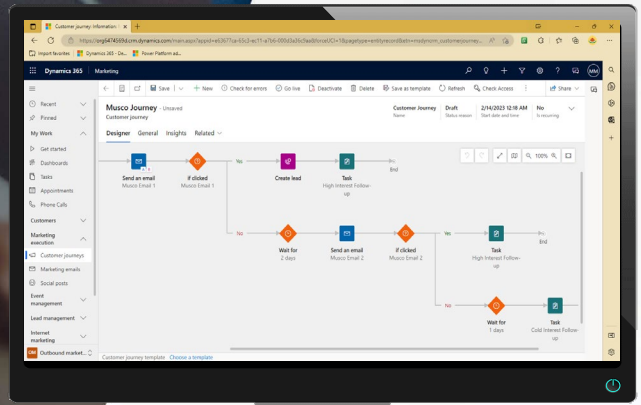 Customer Journey: Information
https://org6474569d.crm.dynamics.com/main.aspx?appid=
Import favorites Dynamics 365 - De... Power Platform ad...
Dynamics 365 Marketing MM
Save + New Check for errors Go live Deactivate Delete Save as template Refresh Check Access Share
Recent
Pinned
My Work
Get started
Dashboards
Tasks
Appointments
Phone Calls
Customers
Marketing execution
Customer journeys
Marketing emails
Social posts
Event management
Lead management
Internet marketing
OM Outbound market...
Musco Journey - Unsaved
Customer journey
Customer Journey
Name
Draft
Status reason
2/14/2023 12:18 AM
Start date and time
No
Is recurring
Designer General Insights Related
100%
Send an email
Musco Email 1
if clicked
Musco Email 1
Create lead
Task
High Interest Follow-
up
End
No
Wait for
2 days
Send an email
Musco Email 2
if clicked
Musco Email 2
Yes
Task
High Interest Follow-
up
End
No
Wait for
1 days
Task
Cold Interest Follow-
up
Customer journey template Choose a template